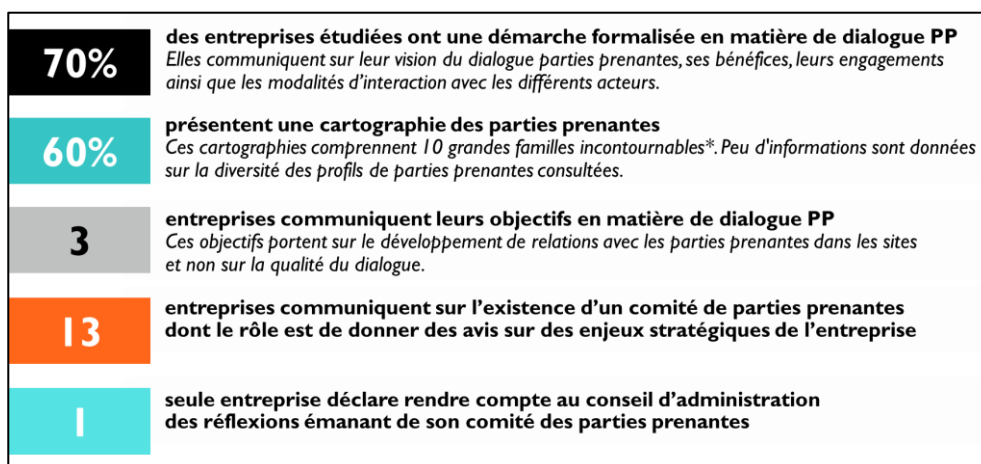 70%
des entreprises étudiées ont une démarche formalisée en matière de dialogue PP
Elles communiquent sur leur vision du dialogue parties prenantes, ses bénéfices, leurs engagements
ainsi que les modalités d'interaction avec les différents acteurs.
60%
présentent une cartographie des parties prenantes
Ces cartographies comprennent 10 grandes familles incontournables*. Peu d'informations sont données
sur la diversité des profils de parties prenantes consultées.
3
entreprises communiquent leurs objectifs en matière de dialogue PP
Ces objectifs portent sur le développement de relations avec les parties prenantes dans les sites
et non sur la qualité du dialogue.
13
entreprises communiquent sur l'existence d'un comité de parties prenantes
dont le rôle est de donner des avis sur des enjeux stratégiques de l'entreprise
1
seule entreprise déclare rendre compte au conseil d'administration
des réflexions émanant de son comité des parties prenantes